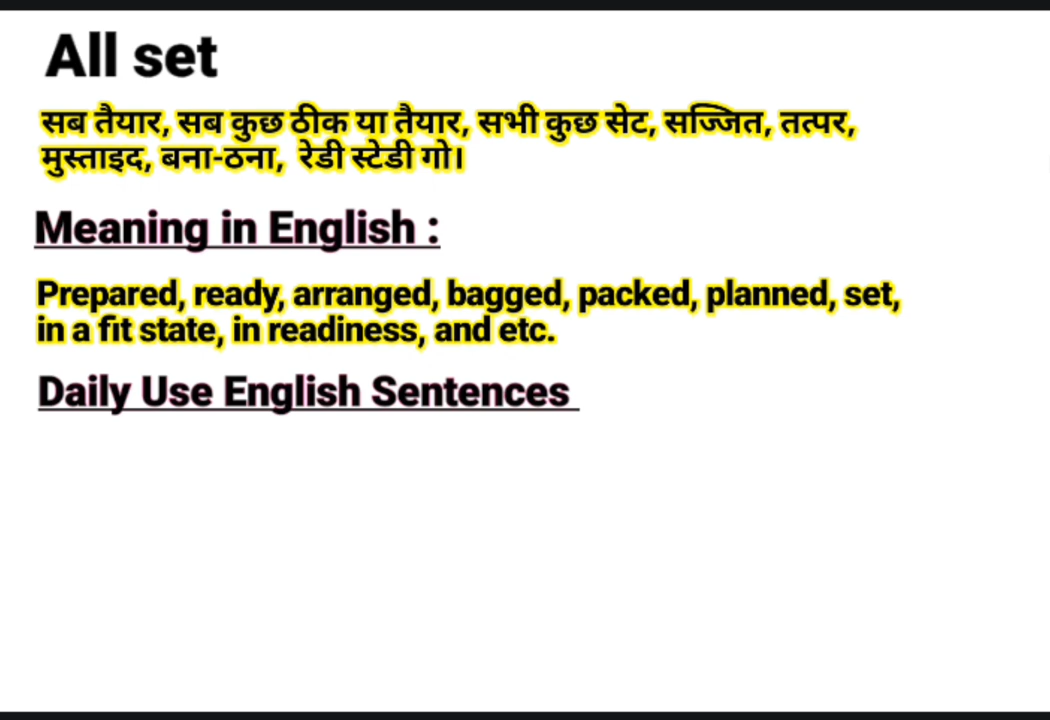 All set
सब तैयार, सब कुछ ठीक या तैयार, सभी कुछ सेट, सज्जित, तत्पर,
मुस्ताइद, बना-ठना, रेडी स्टेडी गो।
Meaning in English :
Prepared, ready, arranged, bagged, packed, planned, set,
in a fit state, in readiness, and etc.
Daily Use English Sentences